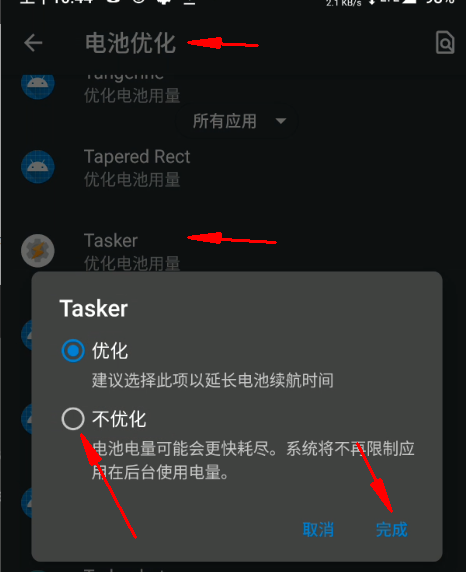 2.1 KB/s
电池优化
Tangerine
优化电池用量
所有应用
Tapered Rect
优化电池用量
Tasker
优化电池用量
Tasker
优化
建议选择此项以延长电池续航时间
不优化
电池电量可能会更快耗尽。系统将不再限制应
用在后台使用电量。
取消
完成